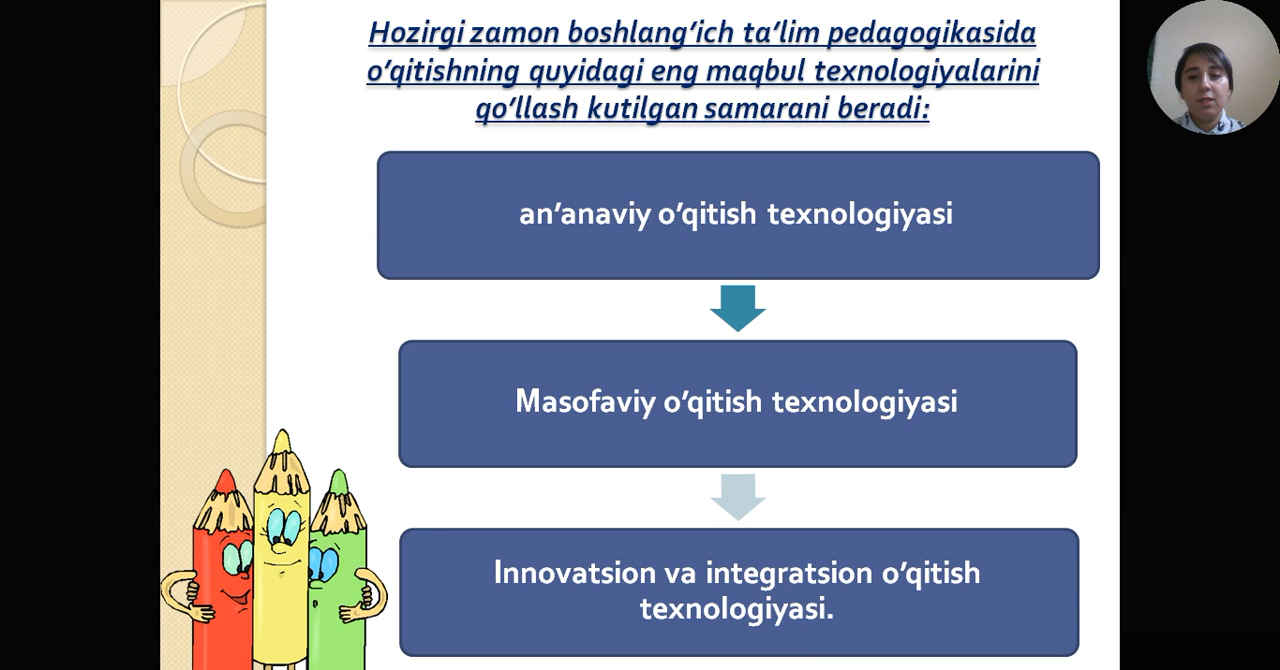 Hozirgi zamon boshlang’ich ta’lim pedagogikasida
o’qitishning quyidagi eng maqbul texnologiyalarini
qo’llash kutilgan samarani beradi:
an’anaviy o’qitish texnologiyasi
Masofaviy o’qitish texnologiyasi
Innovatsion va integratsion o’qitish
texnologiyasi.